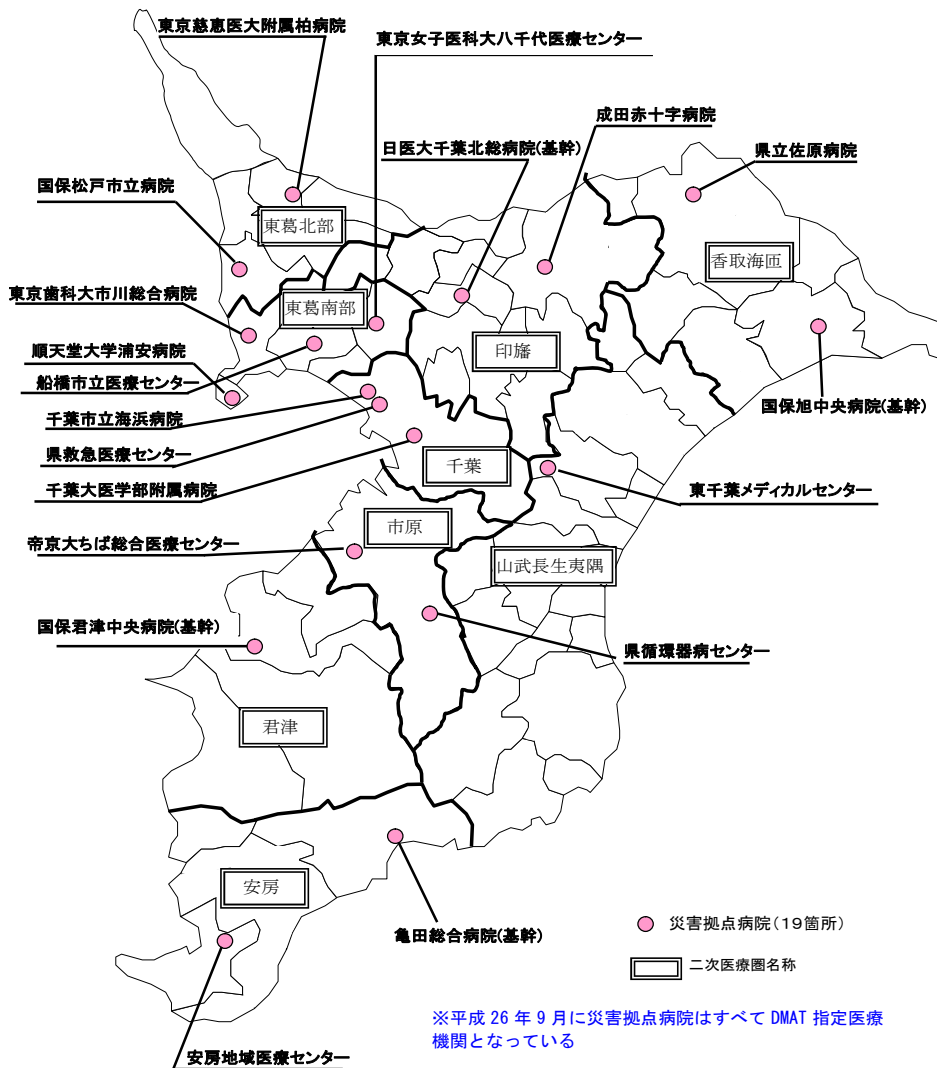 東京慈恵医大附属柏病院
東京女子医科大八千代医療センター
成田赤十字病院
日医大千葉北総病院(基幹)
県立佐原病院
国保松戸市立病院
東葛北部
香取海匝
東京歯科大市川総合病院
東葛南部
印旛
順天堂大学浦安病院
船橋市立医療センター
国保旭中央病院(基幹)
千葉市立海浜病院
県救急医療センター
千葉
千葉大医学部附属病院
東千葉メディカルセンター
市原
帝京大ちば総合医療センター
山武長生夷隅
国保君津中央病院(基幹)
県循環器病センター
君津
安房
亀田総合病院(基幹)
災害拠点病院(19箇所)
二次医療圏名称
※平成 26 年 9 月に災害拠点病院はすべて DMAT 指定医療
機関となっている
安房地域医療センター